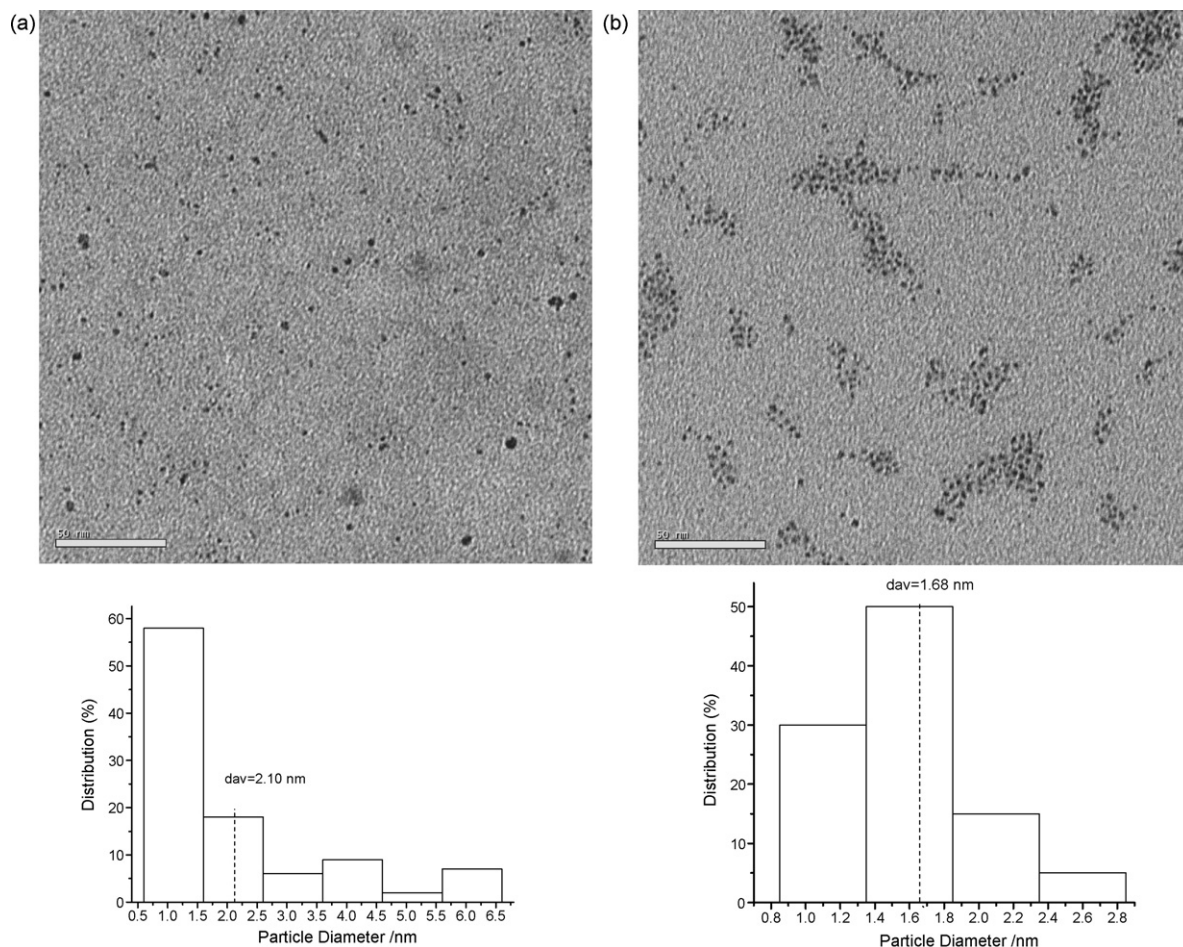 (a)
(b)
50 nm
50 nm
60
50
40
30
20
10
0
Distribution (%)
dav=2.10 nm
0.5 1.0 1.5 2.0 2.5 3.0 3.5 4.0 4.5 5.0 5.5 6.0 6.5
Particle Diameter /nm
dav=1.68 nm
50
40
30
20
10
0
Distribution (%)
0.8 1.0 1.2 1.4 1.6 1.8 2.0 2.2 2.4 2.6 2.8
Particle Diameter /nm